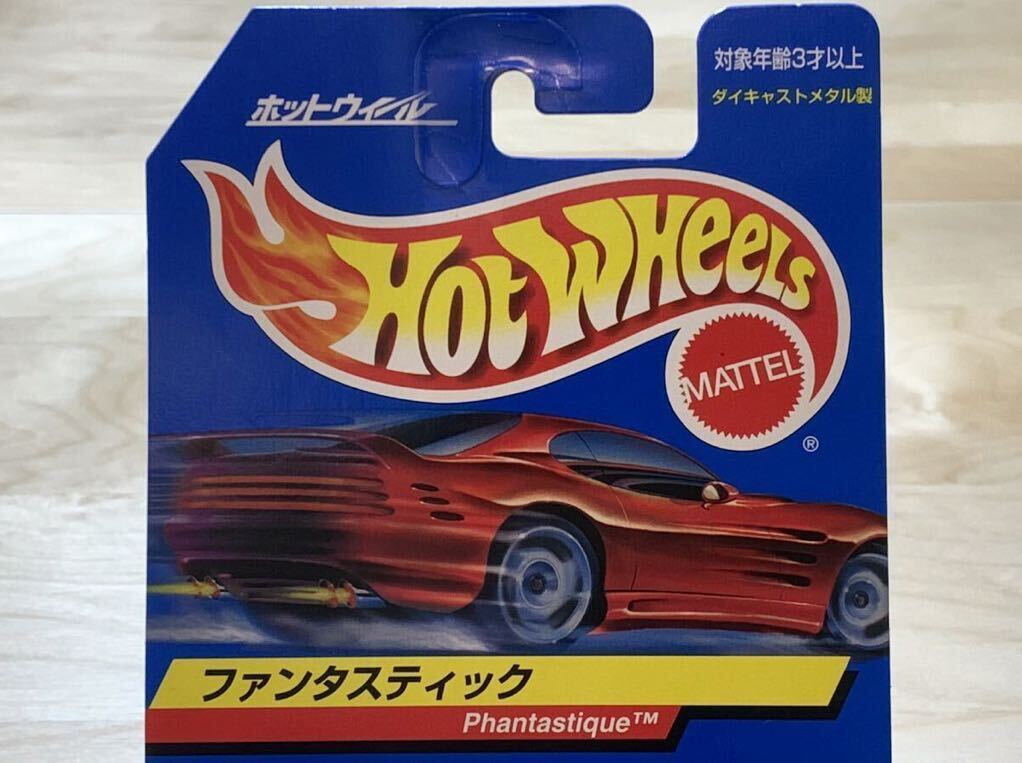 対象年齢3才以上
ダイキャストメタル製
ホットウィール
HOT WHEELS
MATTEL
®
ファンタスティック
Phantastique™